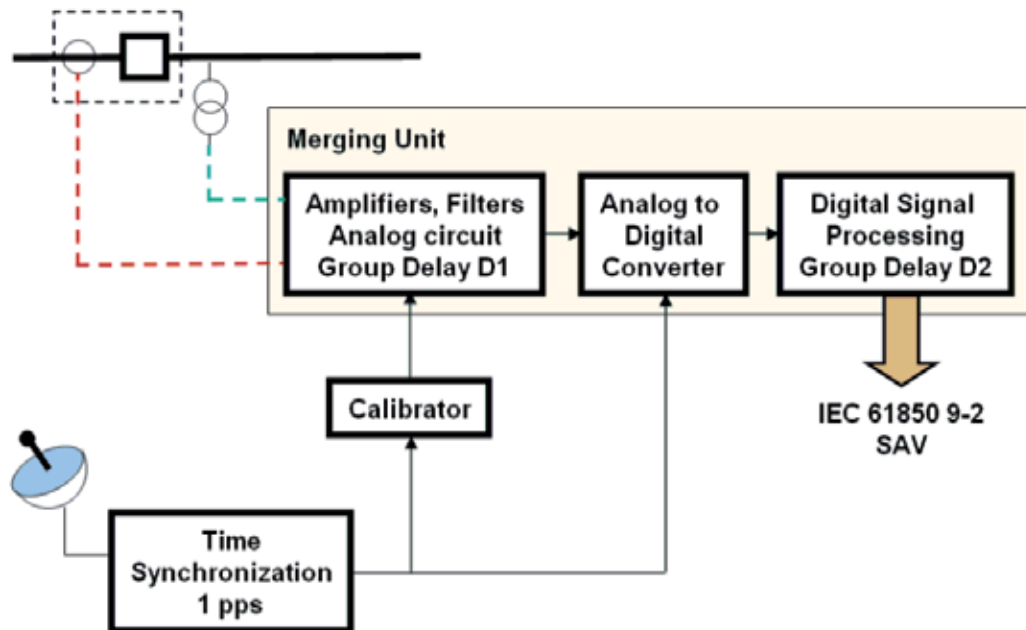 Merging Unit
Amplifiers, Filters
Analog circuit
Group Delay D1
Analog to
Digital
Converter
Digital Signal
Processing
Group Delay D2
Calibrator
IEC 61850 9-2
SAV
Time
Synchronization
1 pps